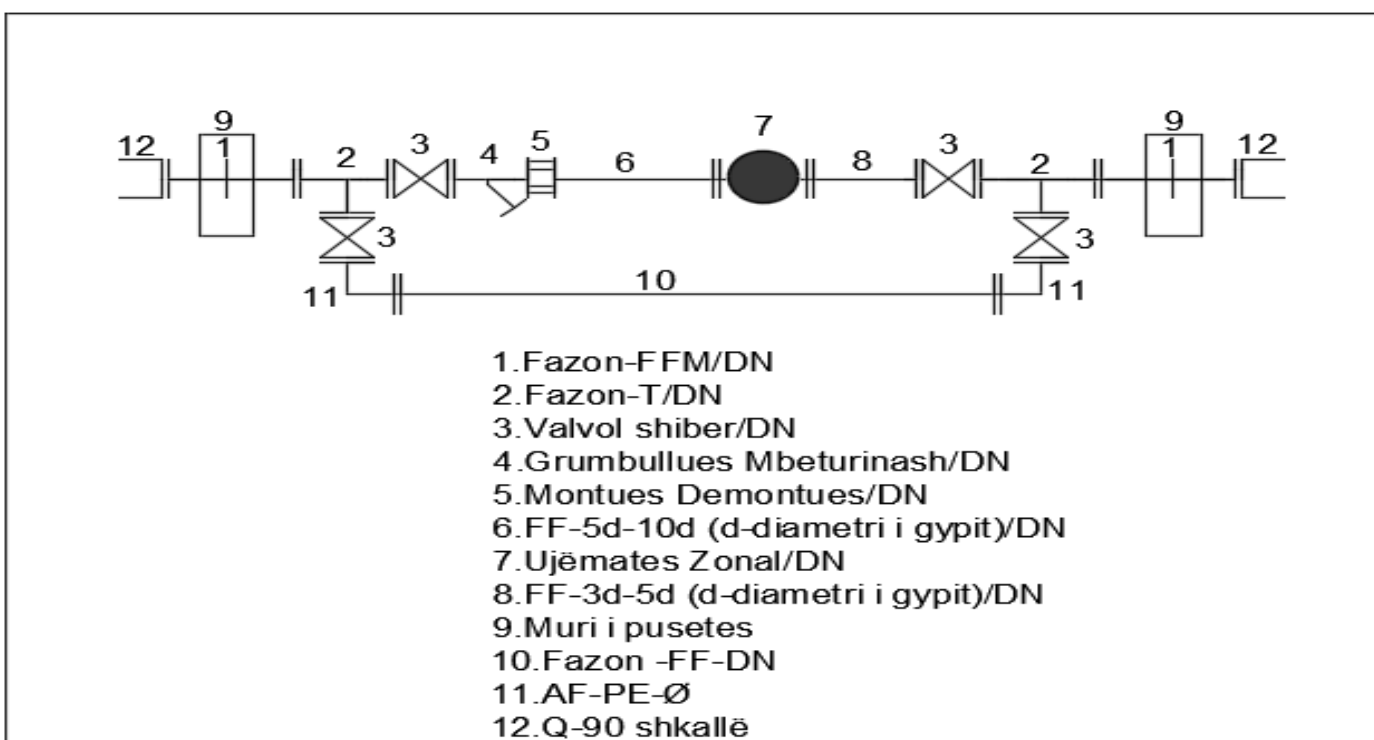 9 9
12 1 2 3 4 5 6 7 8 3 2 1 12
3 3
11 10 11
1.Fazon-FFM/DN
2.Fazon-T/DN
3.Valvol shiber/DN
4.Grumbullues Mbeturinash/DN
5.Montues Demontues/DN
6.FF-5d-10d (d-diametri i gypit)/DN
7.Ujëmates Zonal/DN
8.FF-3d-5d (d-diametri i gypit)/DN
9.Muri i pusetes
10.Fazon -FF-DN
11.AF-PE-Ø
12.Q-90 shkallë